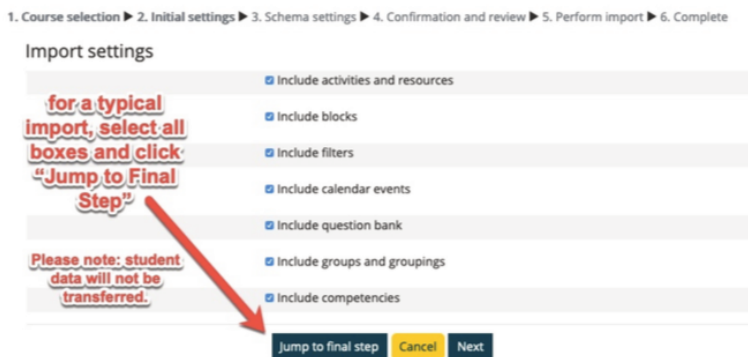 1. Course selection ▶ 2. Initial settings ▶ 3. Schema settings ▶ 4. Confirmation and review ▶ 5. Perform import ▶ 6. Complete
Import settings
Include activities and resources
for a typical
import, select all
boxes and click
“Jump to Final
Step”
Include blocks
Include filters
Include calendar events
Include question bank
Please note: student
data will not be
transferred.
Include groups and groupings
Include competencies
Jump to final step Cancel Next